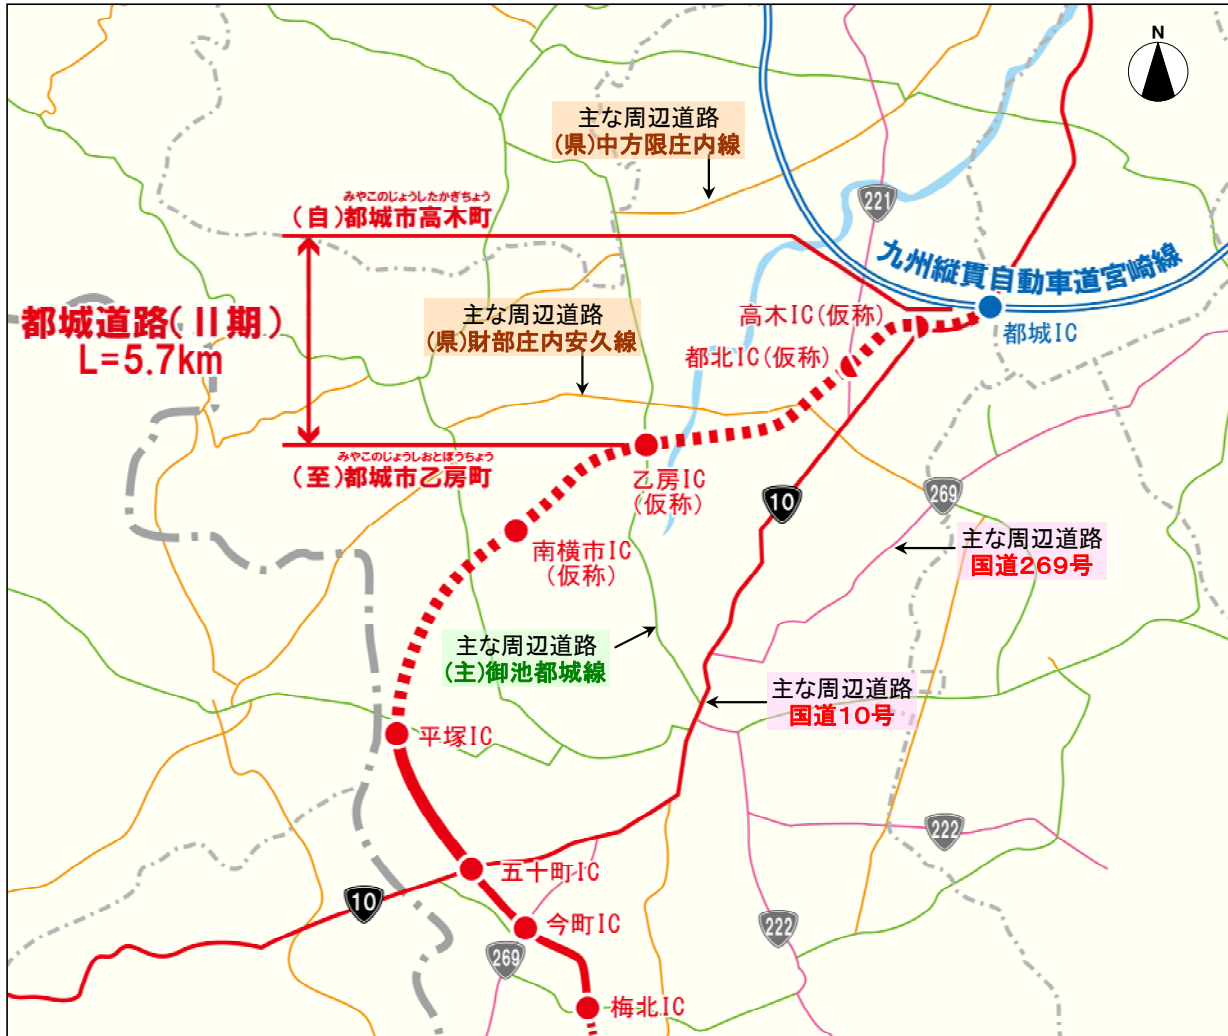 N
主な周辺道路
(県)中方限庄内線
221
みやこのじょうしたかぎちょう
(自)都城市高木町
九州縦貫自動車道宮崎線
都城道路(Ⅱ期)
L=5.7km
主な周辺道路
(県)財部庄内安久線
高木IC(仮称)
都城IC
都北IC(仮称)
みやこのじょうしおとぼうちょう
(至)都城市乙房町
乙房IC
(仮称)
10
269
南横市IC
(仮称)
主な周辺道路
国道269号
主な周辺道路
(主)御池都城線
主な周辺道路
国道10号
平塚IC
222
五十町IC
10
今町IC
222
269
梅北IC